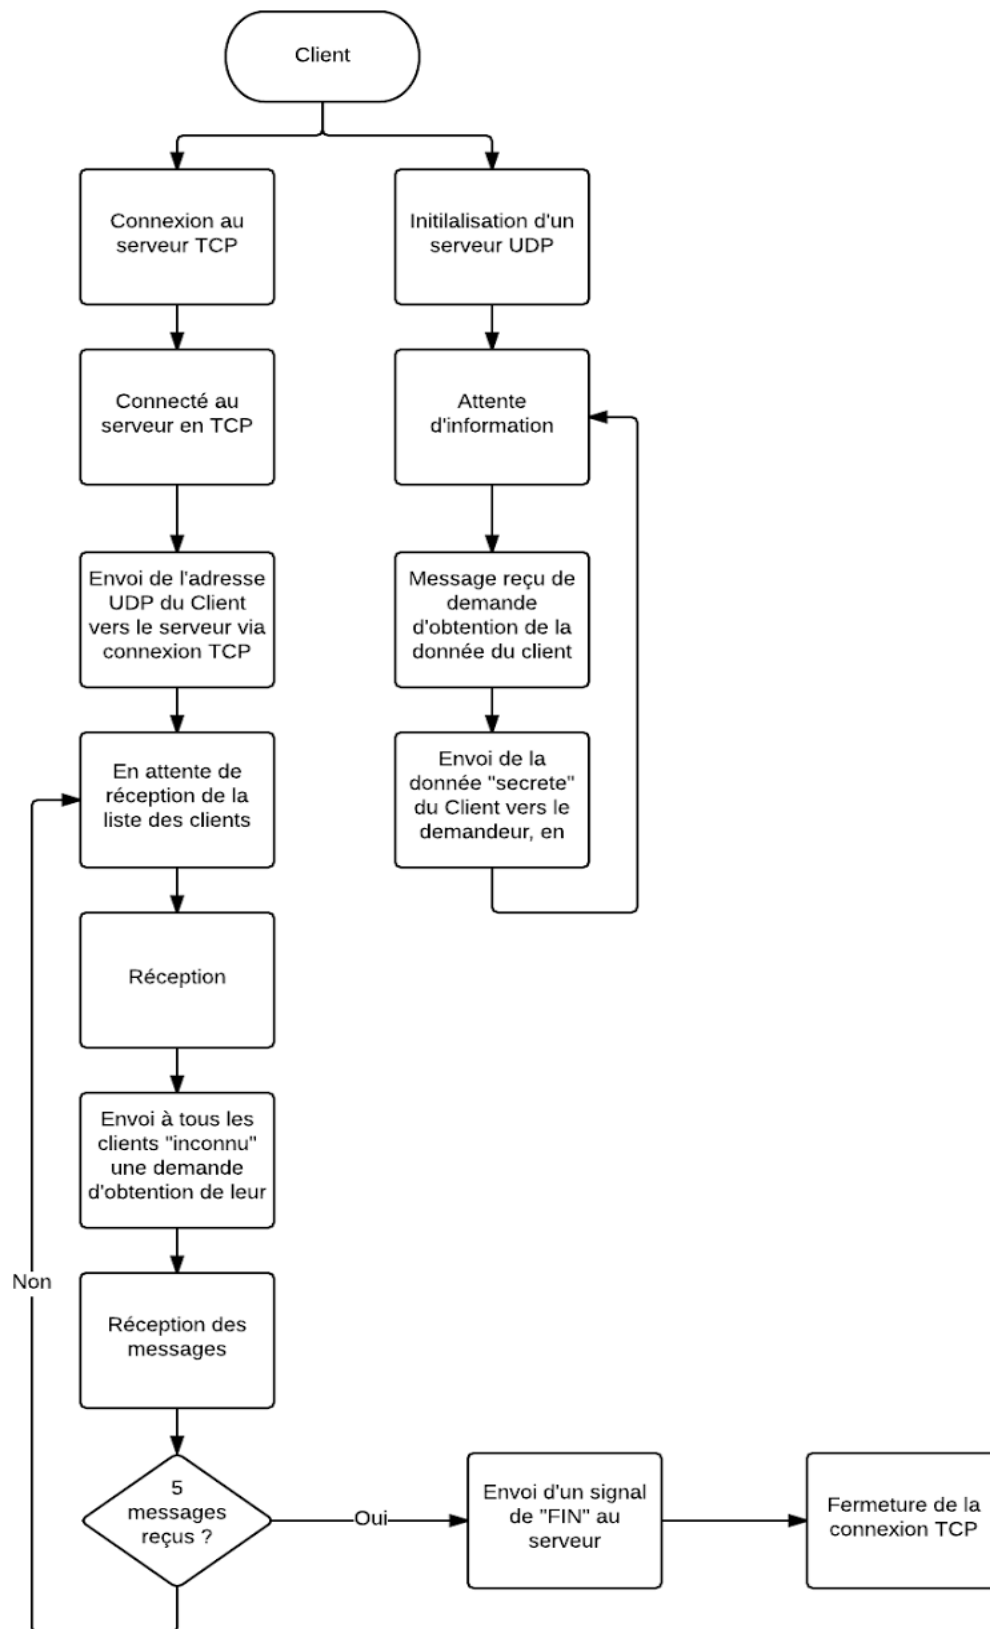 Client
Connexion au
serveur TCP
Initilalisation d'un
serveur UDP
Connecté au
serveur en TCP
Attente
d'information
Envoi de l'adresse
UDP du Client
vers le serveur via
connexion TCP
Message reçu de
demande
d'obtention de la
donnée du client
En attente de
réception de la
liste des clients
Envoi de la
donnée "secrete"
du Client vers le
demandeur, en
Réception
Envoi à tous les
clients "inconnu"
une demande
d'obtention de leur
Non
Réception des
messages
5
messages
reçus ?
Oui
Envoi d'un signal
de "FIN" au
serveur
Fermeture de la
connexion TCP